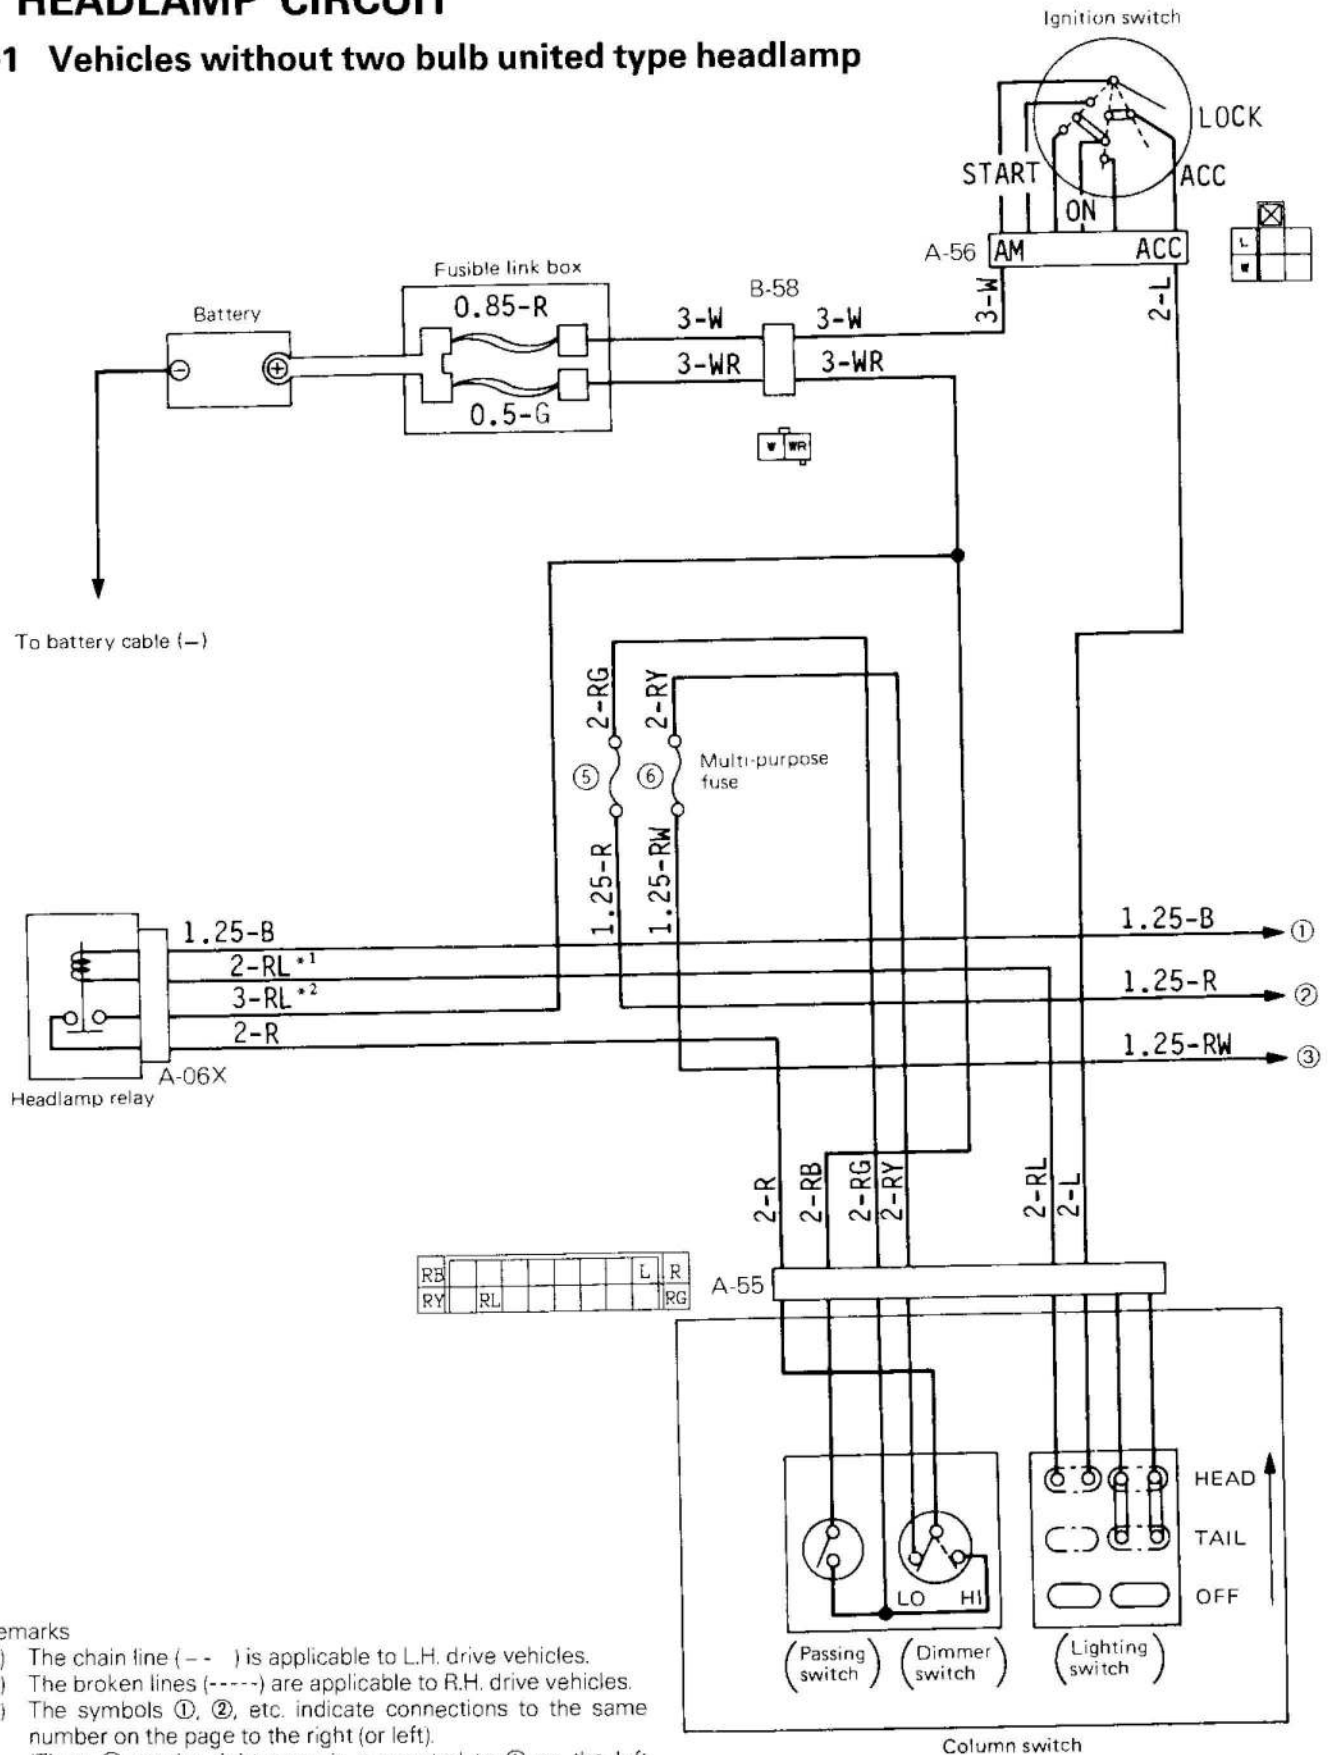 HEADLAMP CIRCUIT
1 Vehicles without two bulb united type headlamp
Ignition switch
LOCK
START
ACC
ON
A-56
AM
ACC
L
W
Fusible link box
B-58
0.85-R
Battery
3-W
3-W
3-W
2-L
3-WR
3-WR
0.5-G
W WR
To battery cable (−)
2-RG
2-RY
⑤
⑥
Multi-purpose
fuse
1.25-R
1.25-RW
1.25-B
1.25-B
①
2-RL*1
3-RL*2
1.25-R
②
2-R
1.25-RW
③
A-06X
Headlamp relay
2-R
2-RB
2-RG
2-RY
2-RL
2-L
RB L R
RY RL RG
A-55
HEAD
TAIL
LO HI
OFF
(Passing
switch)
(Dimmer
switch)
(Lighting
switch)
Column switch
emarks
) The chain line (– - ) is applicable to L.H. drive vehicles.
) The broken lines (-----) are applicable to R.H. drive vehicles.
) The symbols ①, ②, etc. indicate connections to the same
number on the page to the right (or left).